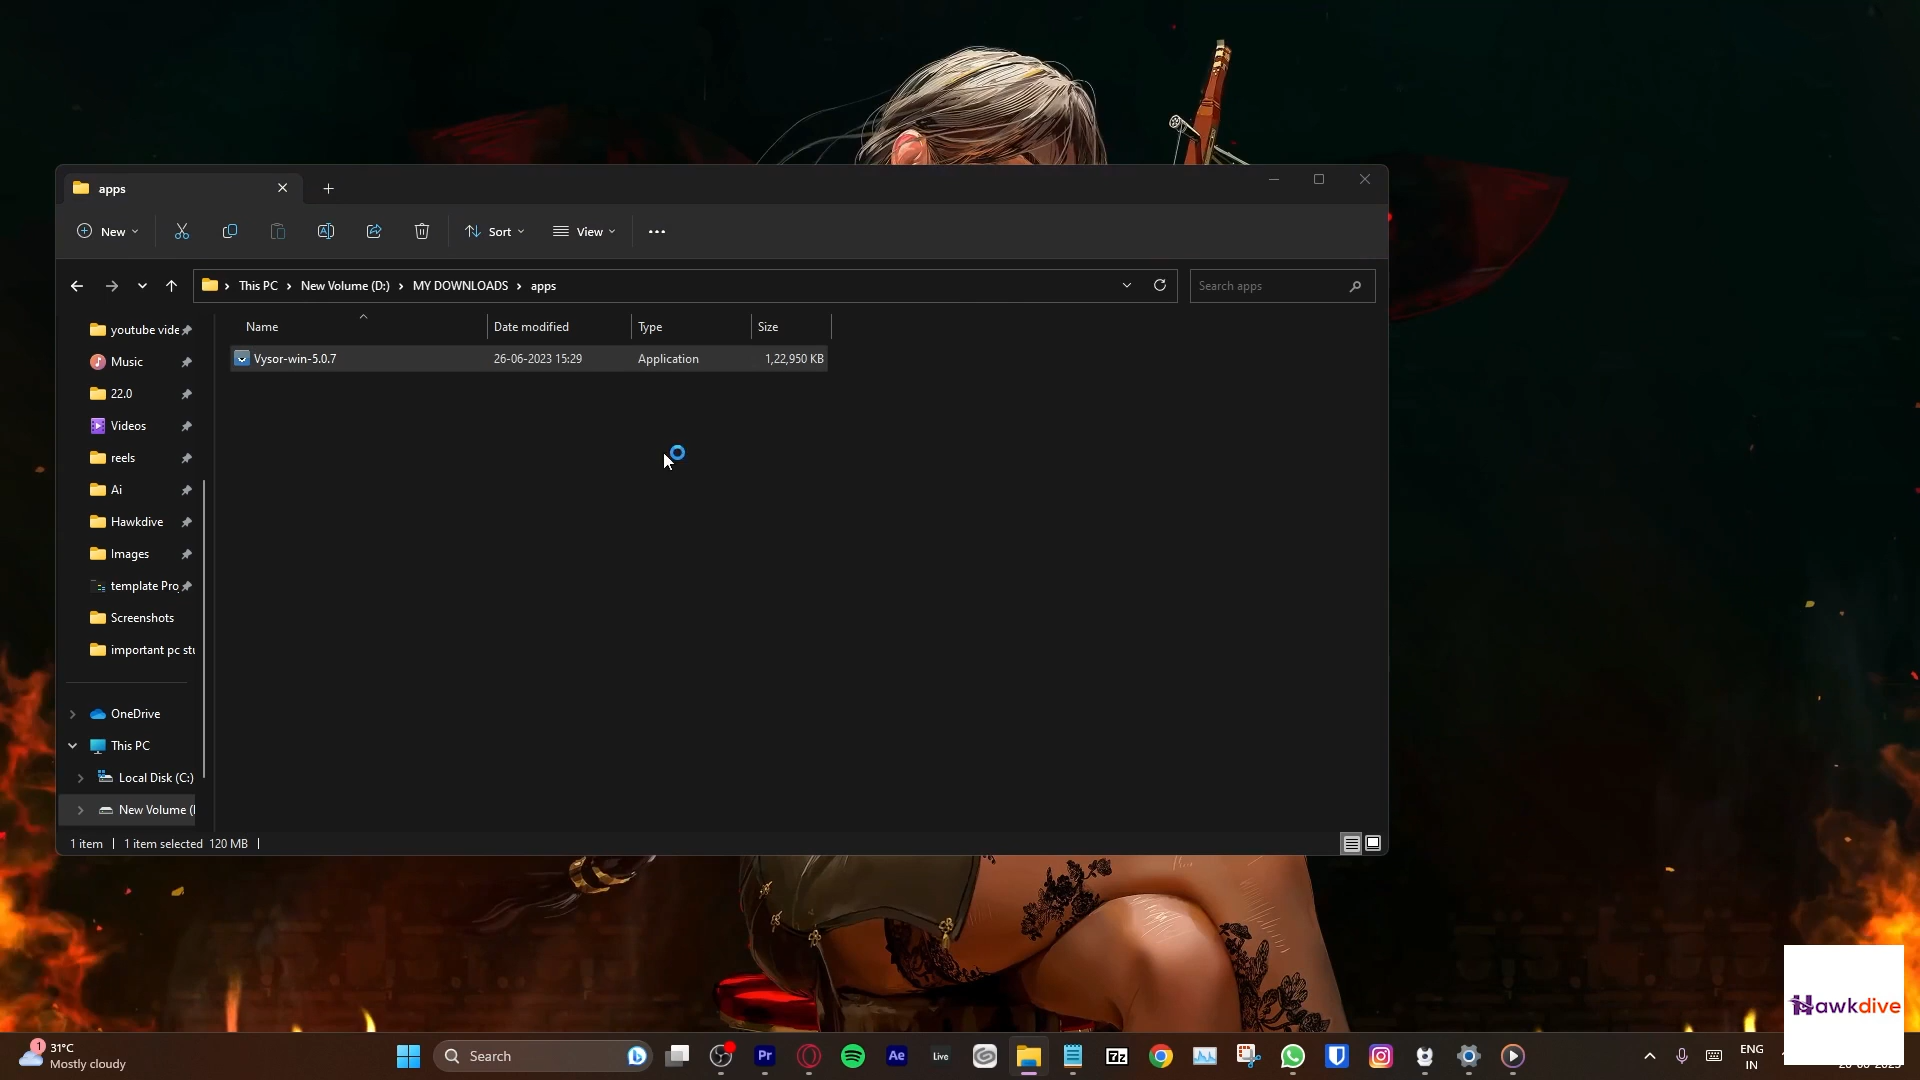 apps
New
Sort
View
This PC
New Volume (D:)
MY DOWNLOADS
apps
Search apps
Name
Date modified
Type
Size
Vysor-win-5.0.7
26-06-2023 15:29
Application
1,22,950 KB
youtube vide
Music
22.0
Videos
reels
Ai
Hawkdive
Images
template Pro
Screenshots
important pc stu
OneDrive
This PC
Local Disk (C:)
New Volume (
1 item
1 item selected 120 MB
Hawkdive
1
31°C
Mostly cloudy
Search
Pr
Ae
Live
7z
ENG
IN